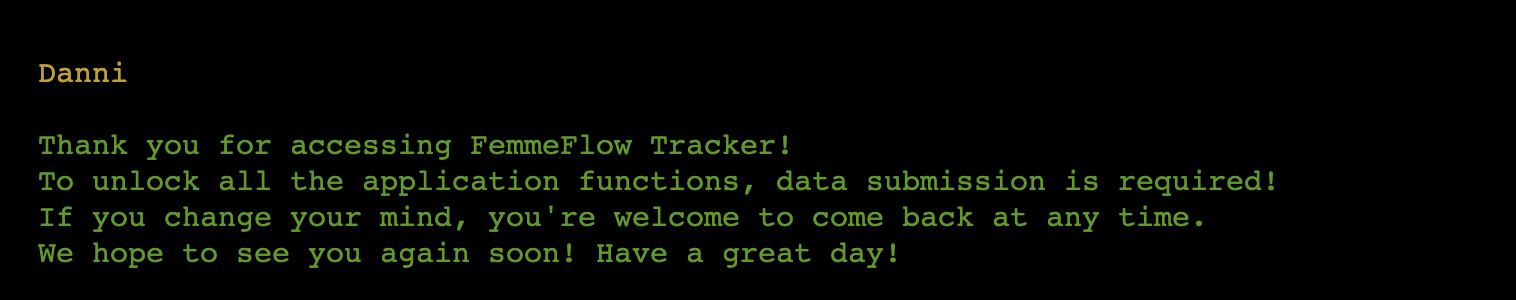 Danni
Thank you for accessing FemmeFlow Tracker!
To unlock all the application functions, data submission is required!
If you change your mind, you're welcome to come back at any time.
We hope to see you again soon! Have a great day!